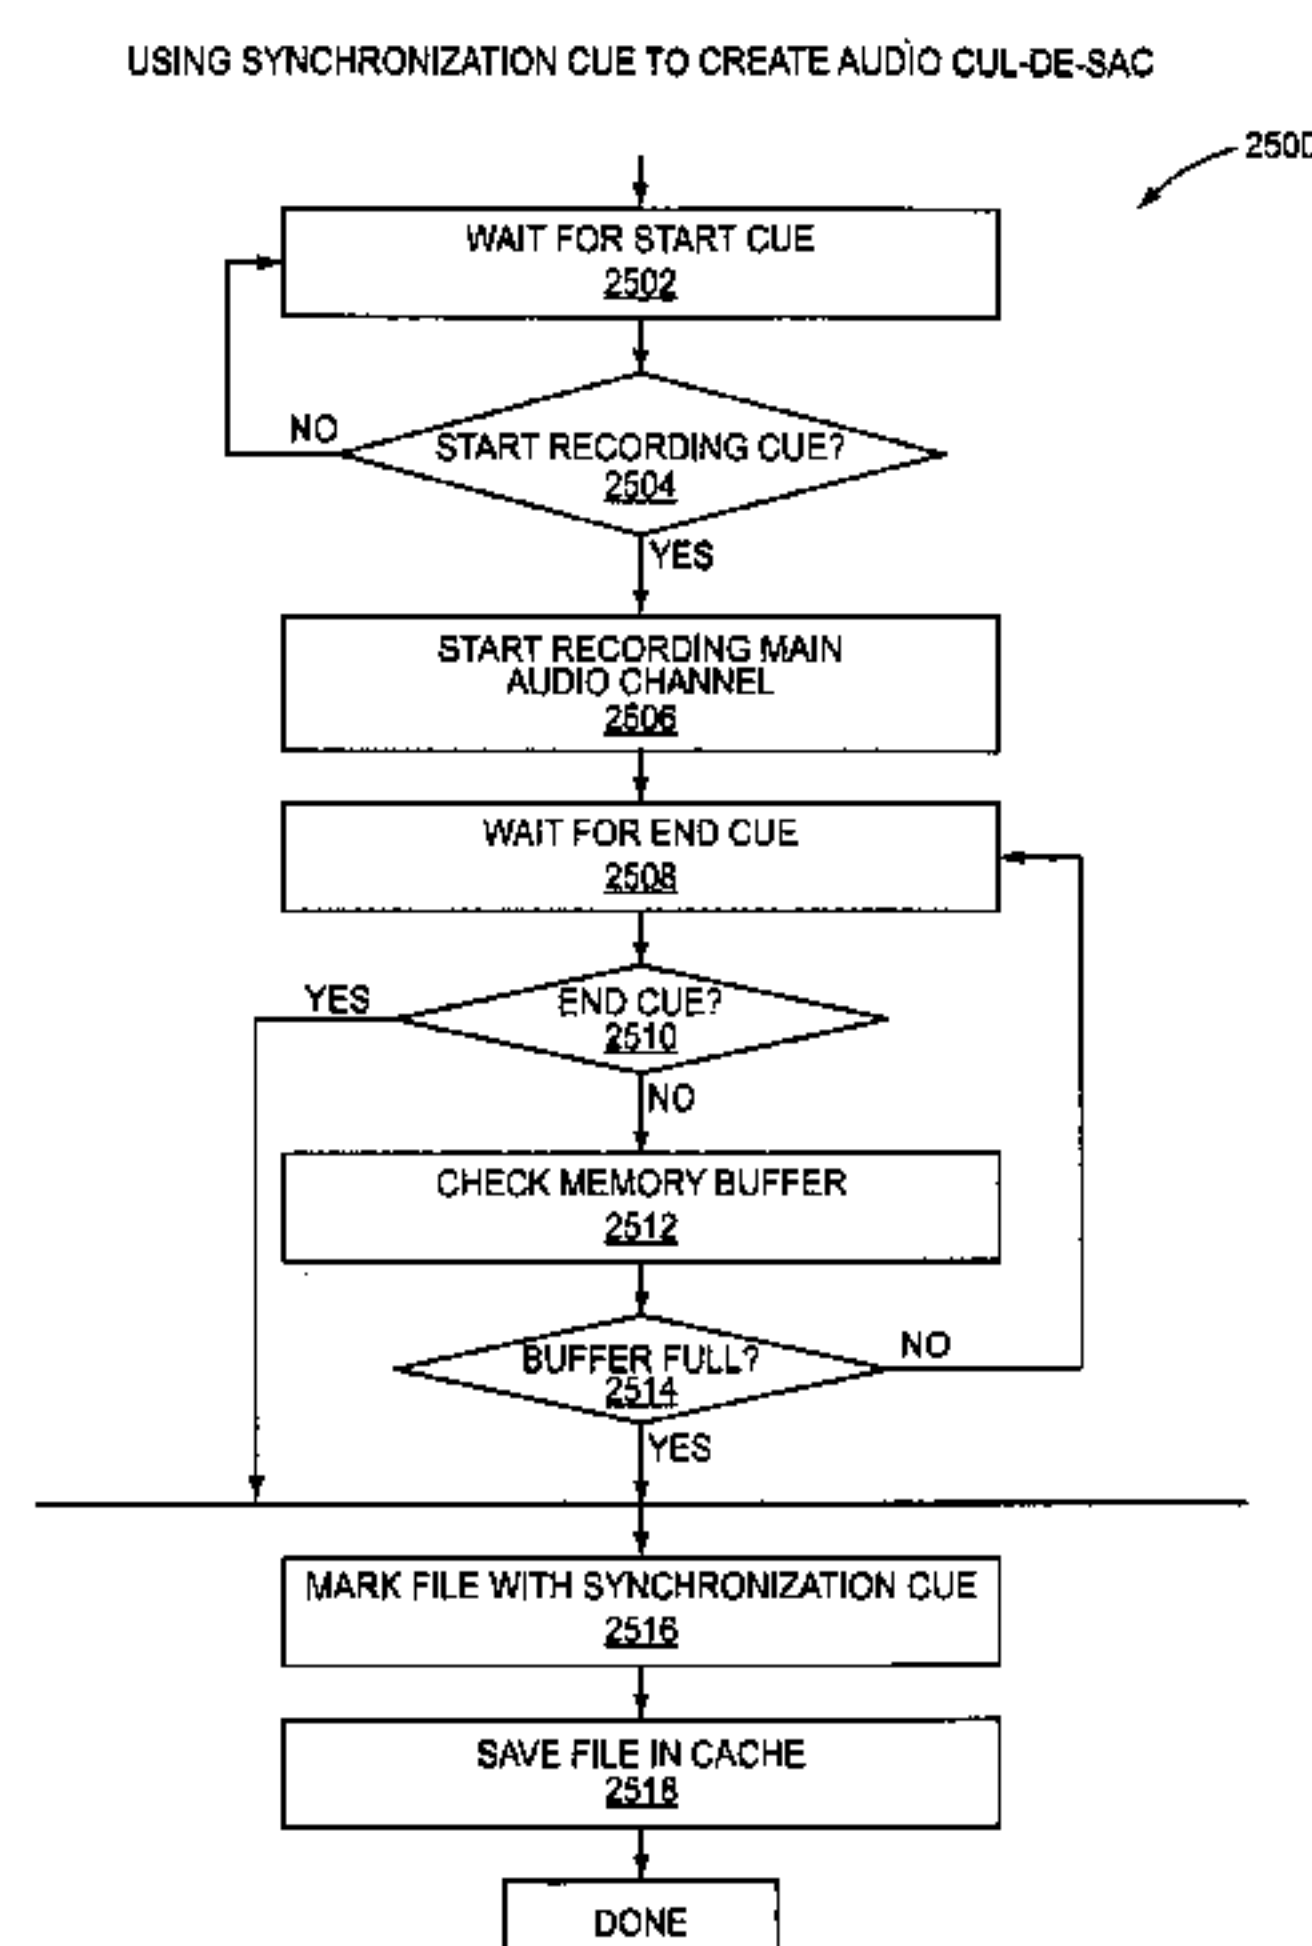 USING SYNCHRONIZATION CUE TO CREATE AUDIO CUL-DE-SAC
WAIT FOR START CUE
2502
NO
START RECORDING CUE?
2504
YES
START RECORDING MAIN
AUDIO CHANNEL
2506
WAIT FOR END CUE
2508
YES
END CUE?
2510
NO
CHECK MEMORY BUFFER
2512
BUFFER FULL?
2514
NO
YES
MARK FILE WITH SYNCHRONIZATION CUE
2516
SAVE FILE IN CACHE
2518
DONE